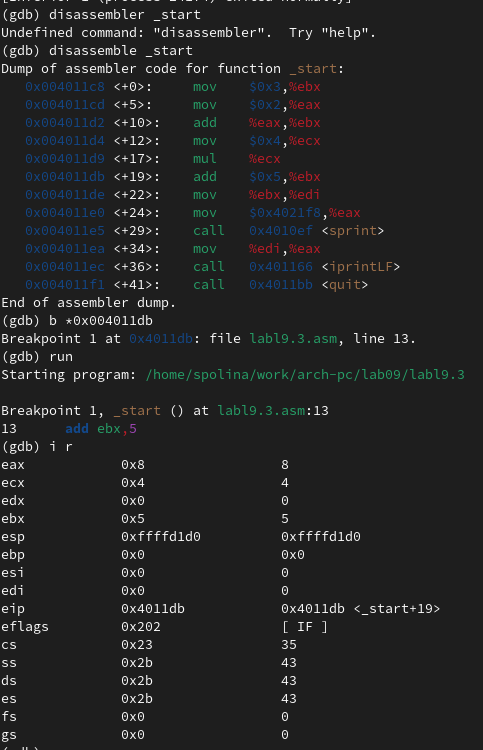 (gdb) disassembler _start
Undefined command: "disassembler".  Try "help".
(gdb) disassemble _start
Dump of assembler code for function _start:
   0x004011c8 <+0>:     mov    $0x3,%ebx
   0x004011cd <+5>:     mov    $0x2,%eax
   0x004011d2 <+10>:    add    %eax,%ebx
   0x004011d4 <+12>:    mov    $0x4,%ecx
   0x004011d9 <+17>:    mul    %ecx
   0x004011db <+19>:    add    $0x5,%ebx
   0x004011de <+22>:    mov    %ebx,%edi
   0x004011e0 <+24>:    mov    $0x4021f8,%eax
   0x004011e5 <+29>:    call   0x4010ef <sprint>
   0x004011ea <+34>:    mov    %edi,%eax
   0x004011ec <+36>:    call   0x401166 <iprintLF>
   0x004011f1 <+41>:    call   0x4011bb <quit>
End of assembler dump.
(gdb) b *0x004011db
Breakpoint 1 at 0x4011db: file labl9.3.asm, line 13.
(gdb) run
Starting program: /home/spolina/work/arch-pc/lab09/labl9.3
Breakpoint 1, _start () at labl9.3.asm:13
13      add ebx,5
(gdb) i r
eax            0x8                 8
ecx            0x4                 4
edx            0x0                 0
ebx            0x5                 5
esp            0xffffd1d0          0xffffd1d0
ebp            0x0                 0x0
esi            0x0                 0
edi            0x0                 0
eip            0x4011db            0x4011db <_start+19>
eflags         0x202               [ IF ]
cs             0x23                35
ss             0x2b                43
ds             0x2b                43
es             0x2b                43
fs             0x0                 0
gs             0x0                 0